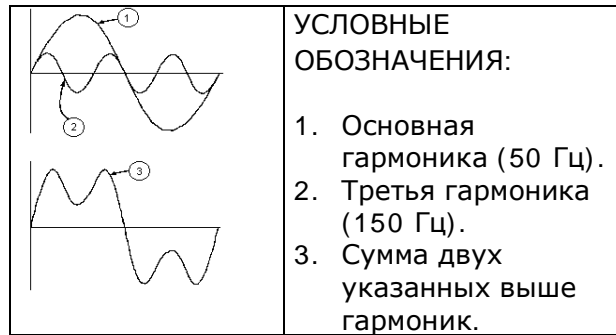 1
2
3
УСЛОВНЫЕ
ОБОЗНАЧЕНИЯ:
1. Основная
гармоника (50 Гц).
2. Третья гармоника
(150 Гц).
3. Сумма двух
указанных выше
гармоник.